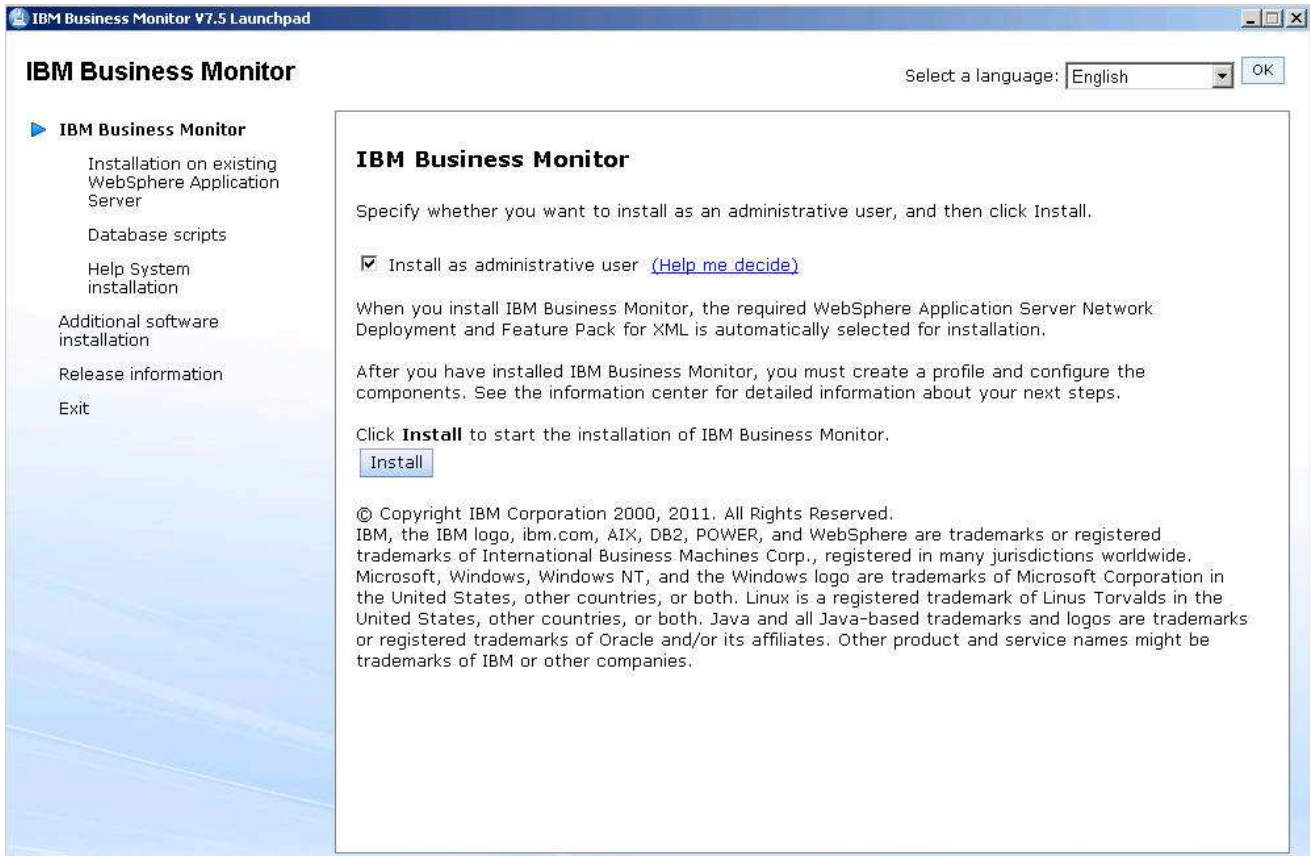 IBM Business Monitor V7.5 Launchpad
IBM Business Monitor
Select a language: English OK
IBM Business Monitor
Installation on existing
WebSphere Application
Server
Database scripts
Help System
installation
Additional software
installation
Release information
Exit
IBM Business Monitor
Specify whether you want to install as an administrative user, and then click Install.
Install as administrative user (Help me decide)
When you install IBM Business Monitor, the required WebSphere Application Server Network
Deployment and Feature Pack for XML is automatically selected for installation.
After you have installed IBM Business Monitor, you must create a profile and configure the
components. See the information center for detailed information about your next steps.
Click Install to start the installation of IBM Business Monitor.
Install
© Copyright IBM Corporation 2000, 2011. All Rights Reserved.
IBM, the IBM logo, ibm.com, AIX, DB2, POWER, and WebSphere are trademarks or registered
trademarks of International Business Machines Corp., registered in many jurisdictions worldwide.
Microsoft, Windows, Windows NT, and the Windows logo are trademarks of Microsoft Corporation in
the United States, other countries, or both. Linux is a registered trademark of Linus Torvalds in the
United States, other countries, or both. Java and all Java-based trademarks and logos are trademarks
or registered trademarks of Oracle and/or its affiliates. Other product and service names might be
trademarks of IBM or other companies.